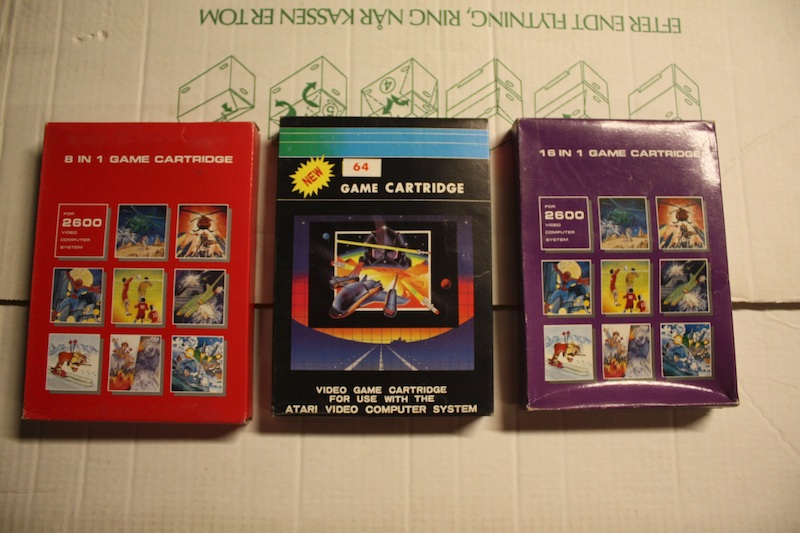 EFTER ENDT FLYTNING, RING NÅR KASSEN ER TOM
5
4
8 IN 1 GAME CARTRIDGE
FOR
2600
VIDEO
COMPUTER
SYSTEM
NEW
64
GAME CARTRIDGE
VIDEO GAME CARTRIDGE
FOR USE WITH THE
ATARI VIDEO COMPUTER SYSTEM
16 IN 1 GAME CARTRIDGE
FOR
2600
VIDEO
COMPUTER
SYSTEM